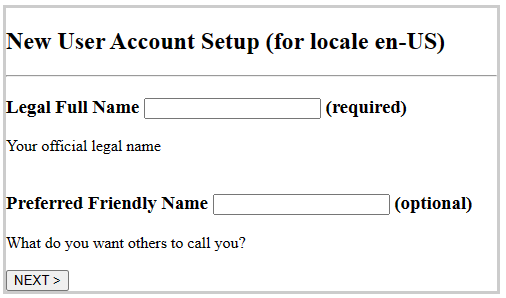 New User Account Setup (for locale en-US)
Legal Full Name (required)
Your official legal name
Preferred Friendly Name (optional)
What do you want others to call you?
NEXT >